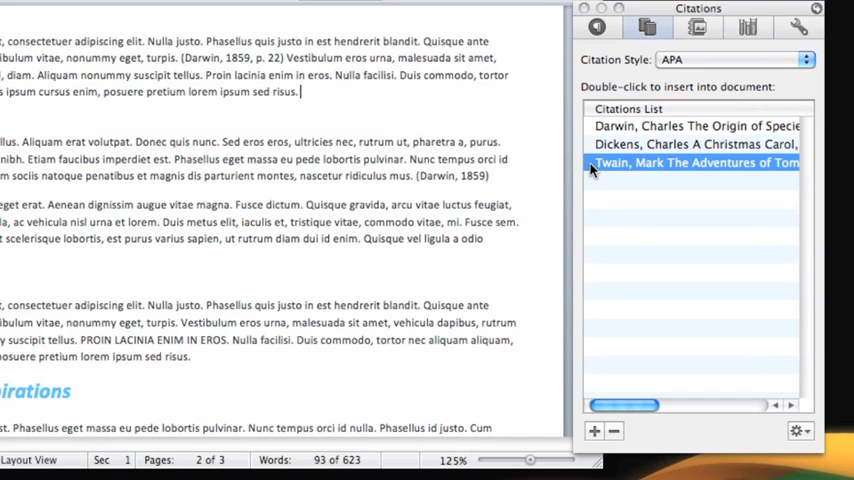 , consectetuer adipiscing elit. Nulla justo. Phasellus quis justo in hendrerit blandit. Quisque ante
ibulum vitae, nonummy eget, turpis. (Darwin, 1859, p. 22) Vestibulum eros urna, malesuada sit amet,
, diam. Aliquam nonummy suscipit tellus. Proin lacinia enim in eros. Nulla facilisi. Duis commodo, tortor
s ipsum cursus enim, posuere pretium lorem ipsum sed risus.
llus. Aliquam erat volutpat. Donec quis nunc. Sed eros eros, ultricies nec, rutrum ut, pharetra a, purus.
nibh. Etiam faucibus imperdiet est. Phasellus eget massa eu pede lobortis pulvinar. Nunc tempus orci id
m sociis natoque penatibus et magnis dis parturient montes, nascetur ridiculus mus. (Darwin, 1859)
eget erat. Aenean dignissim augue vitae magna. Fusce dictum. Quisque gravida, arcu vitae luctus feugiat,
la, ac vehicula nisl urna et lorem. Duis metus elit, iaculis et, tristique vitae, commodo vitae, mi. Fusce sem.
t scelerisque lobortis, est purus varius sapien, ut rutrum diam dui id enim. Quisque vel ligula a odio
, consectetuer adipiscing elit. Nulla justo. Phasellus quis justo in hendrerit blandit. Quisque ante
ibulum vitae, nonummy eget, turpis. Vestibulum eros urna, malesuada sit amet, vehicula dapibus, rutrum
y suscipit tellus. PROIN LACINIA ENIM IN EROS. Nulla facilisi. Duis commodo, tortor nec aliquam aliquam,
posuere pretium lorem ipsum sed risus.
pirations
t. Phasellus eget massa eu pede lobortis pulvinar. Nunc tempus orci id. Phasellus id justo. Cum
Layout View Sec 1 Pages: 2 of 3 Words: 93 of 623 125%
Citations
Citation Style: APA
Double-click to insert into document:
Citations List
Darwin, Charles The Origin of Specie
Dickens, Charles A Christmas Carol,
Twain, Mark The Adventures of Tom